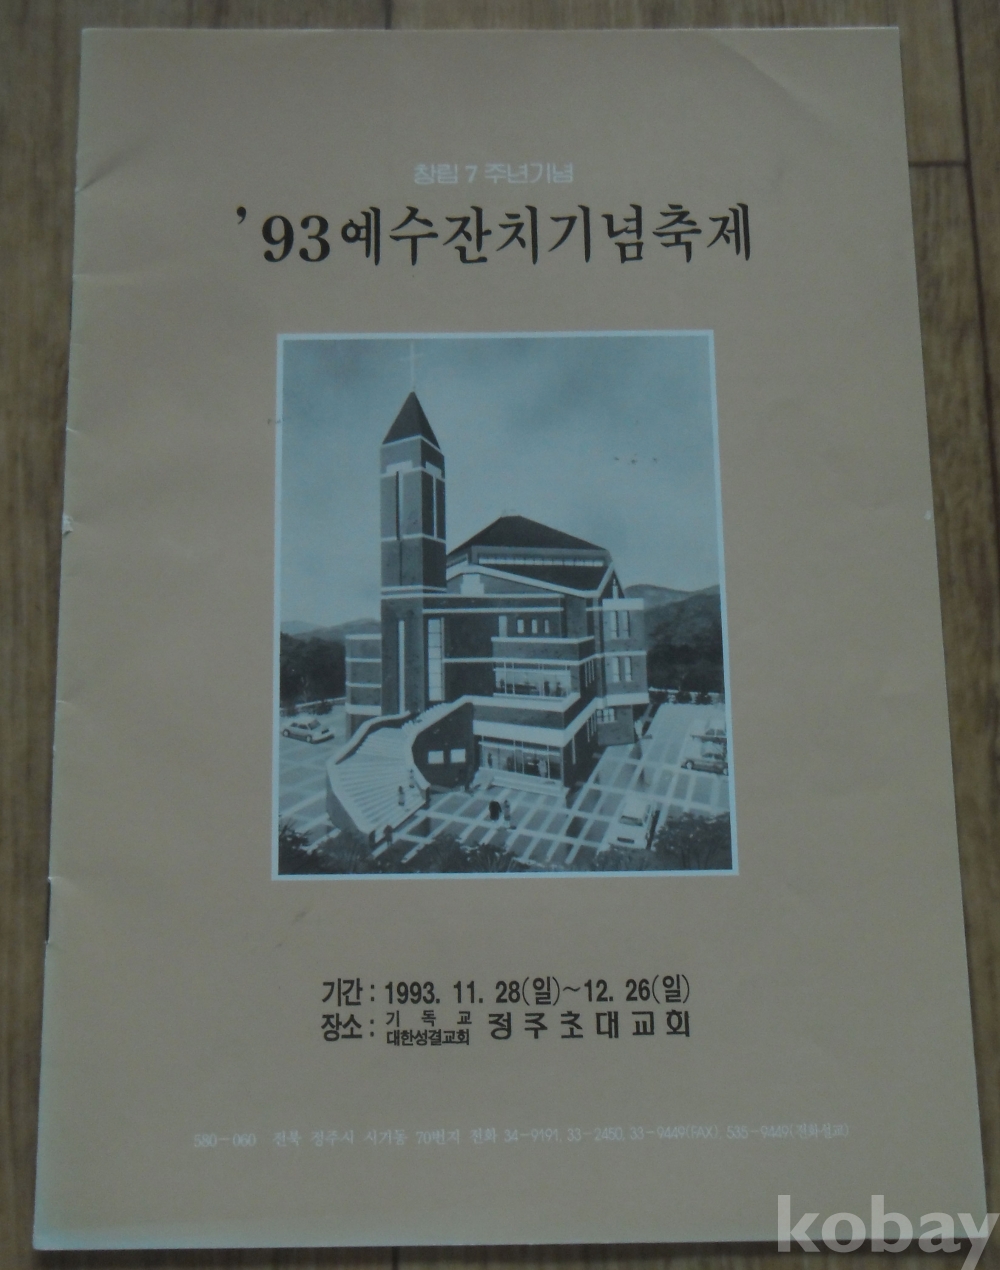 창립 7 주년기념
’93예수잔치기념축제
기간 : 1993. 11. 28(일)~12. 26(일)
장소 : 기독교 대한성결교회 정주초대교회
580-060 전북 정주시 시기동 70번지 전화 34-9191, 33-2450, 33-9449(FAX), 535-9449(전화설교)
kobay